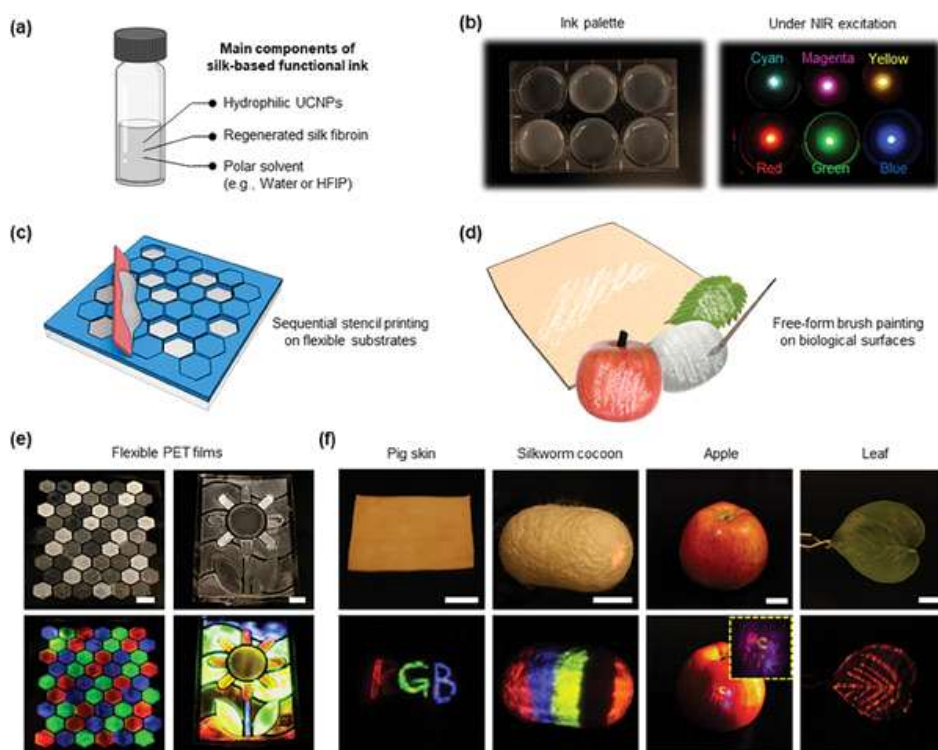 (a)
Main components of
silk-based functional ink
Hydrophilic UCNPs
Regenerated silk fibroin
Polar solvent
(e.g., Water or HFIP)
(b)
Ink palette
Under NIR excitation
Cyan
Magenta
Yellow
Red
Green
Blue
(c)
Sequential stencil printing
on flexible substrates
(d)
Free-form brush painting
on biological surfaces
(e)
Flexible PET films
(f)
Pig skin
Silkworm cocoon
Apple
Leaf
RGB